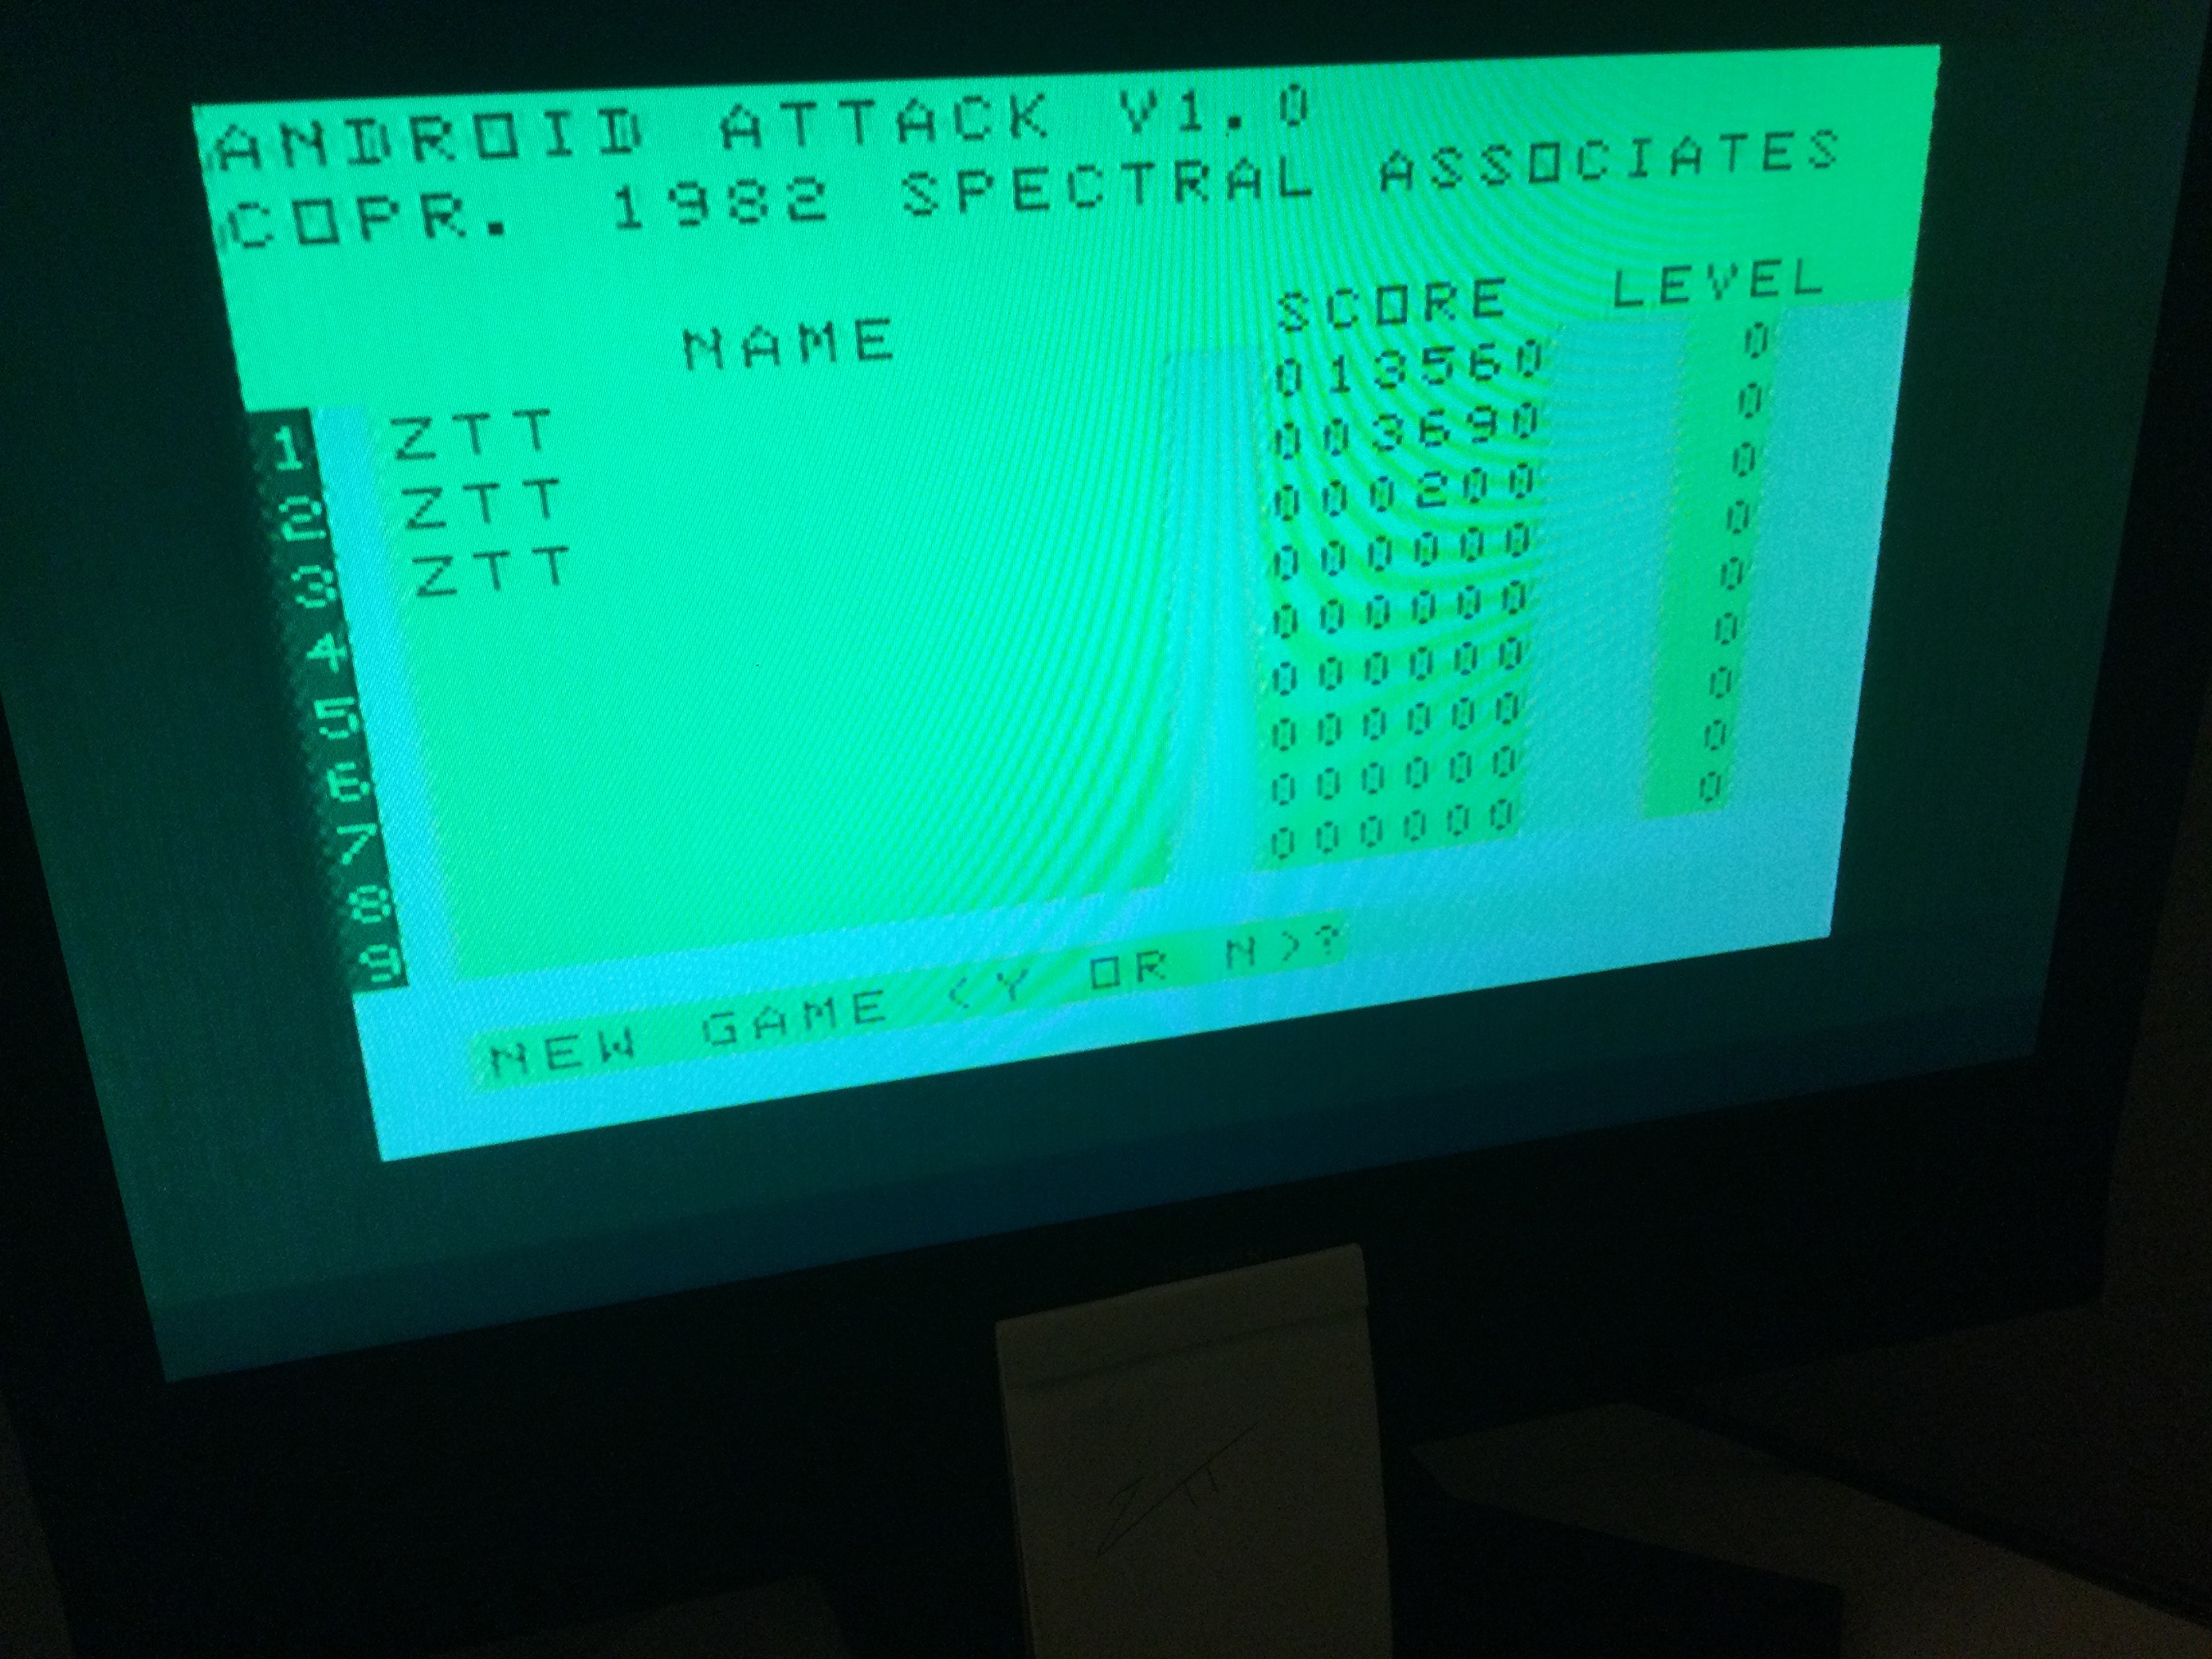 ANDROID ATTACK V1.0
COPR. 1982 SPECTRAL ASSOCIATES
NAME SCORE LEVEL
1 ZTT 013560 0
2 ZTT 003690 0
3 ZTT 000200 0
4 000000 0
5 000000 0
6 000000 0
7 000000 0
8 000000 0
9 000000 0
NEW GAME <Y OR N>?
ZTT